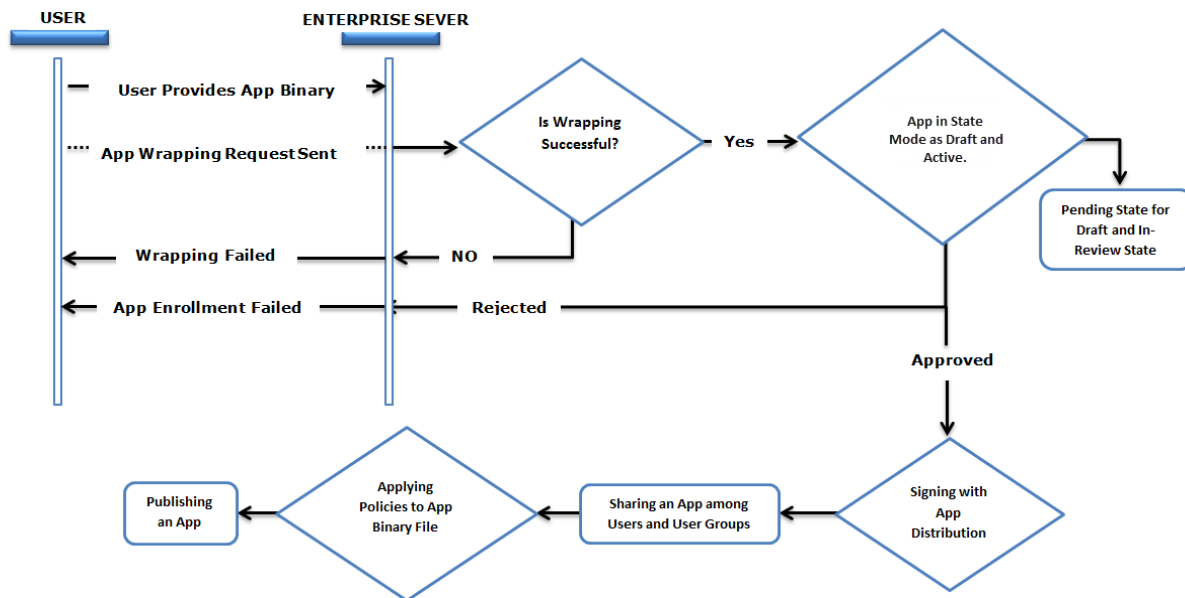 USER
ENTERPRISE SEVER
User Provides App Binary
App Wrapping Request Sent
Is Wrapping
Successful?
Yes
App in State
Mode as Draft and
Active.
Pending State for
Draft and In-
Review State
Wrapping Failed
NO
App Enrollment Failed
Rejected
Approved
Signing with
App
Distribution
Sharing an App among
Users and User Groups
Applying
Policies to App
Binary File
Publishing
an App